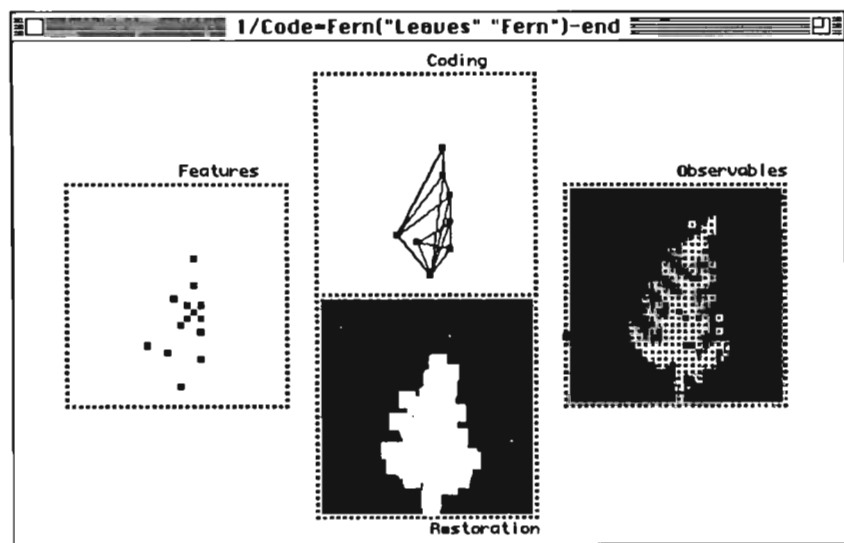 1/Code=Fern("Leaves" "Fern")-end
Coding
Features
Observables
Restoration